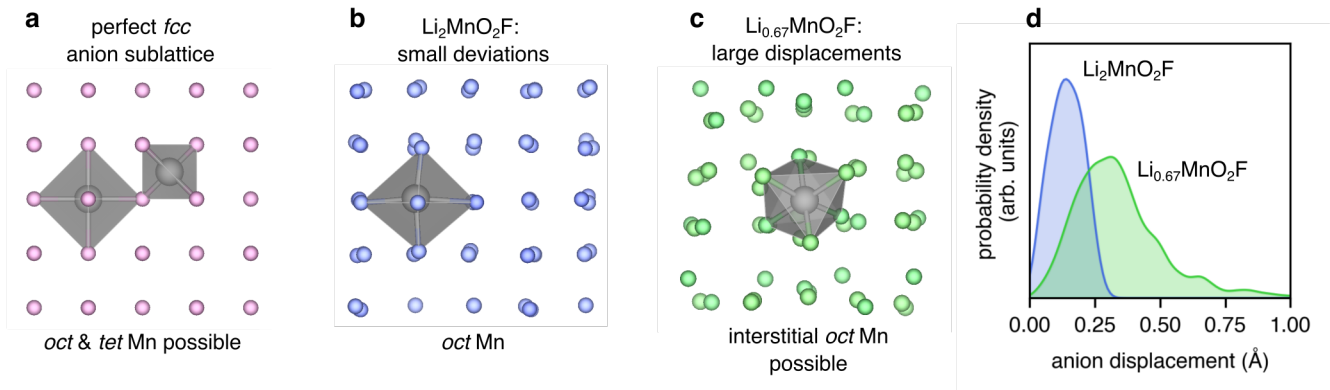 a
perfect fcc
anion sublattice
oct & tet Mn possible
b
Li₂MnO₂F:
small deviations
oct Mn
c
Li₀.₆₇MnO₂F:
large displacements
interstitial oct Mn
possible
d
Li₂MnO₂F
Li₀.₆₇MnO₂F
probability density
(arb. units)
0.00 0.25 0.50 0.75 1.00
anion displacement (Å)